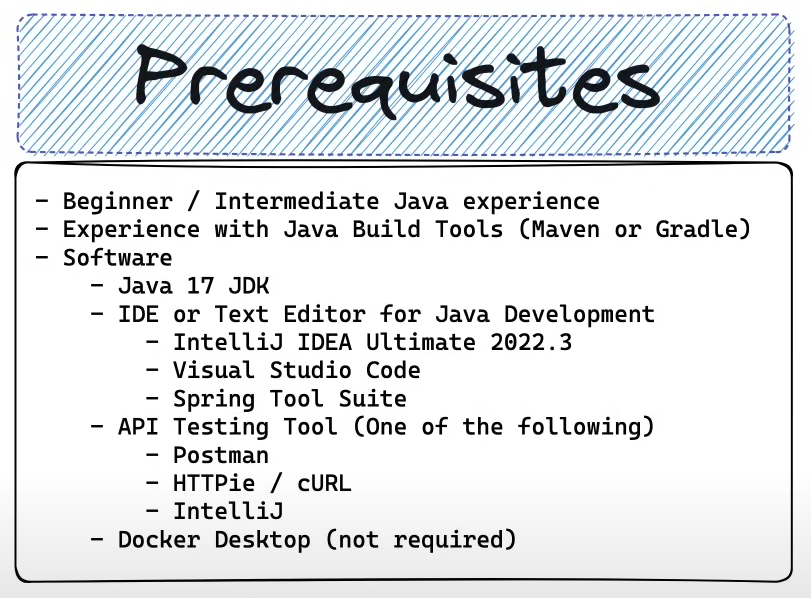 Prerequisites
- Beginner / Intermediate Java experience
- Experience with Java Build Tools (Maven or Gradle)
- Software
- Java 17 JDK
- IDE or Text Editor for Java Development
- IntelliJ IDEA Ultimate 2022.3
- Visual Studio Code
- Spring Tool Suite
- API Testing Tool (One of the following)
- Postman
- HTTPie / cURL
- IntelliJ
- Docker Desktop (not required)